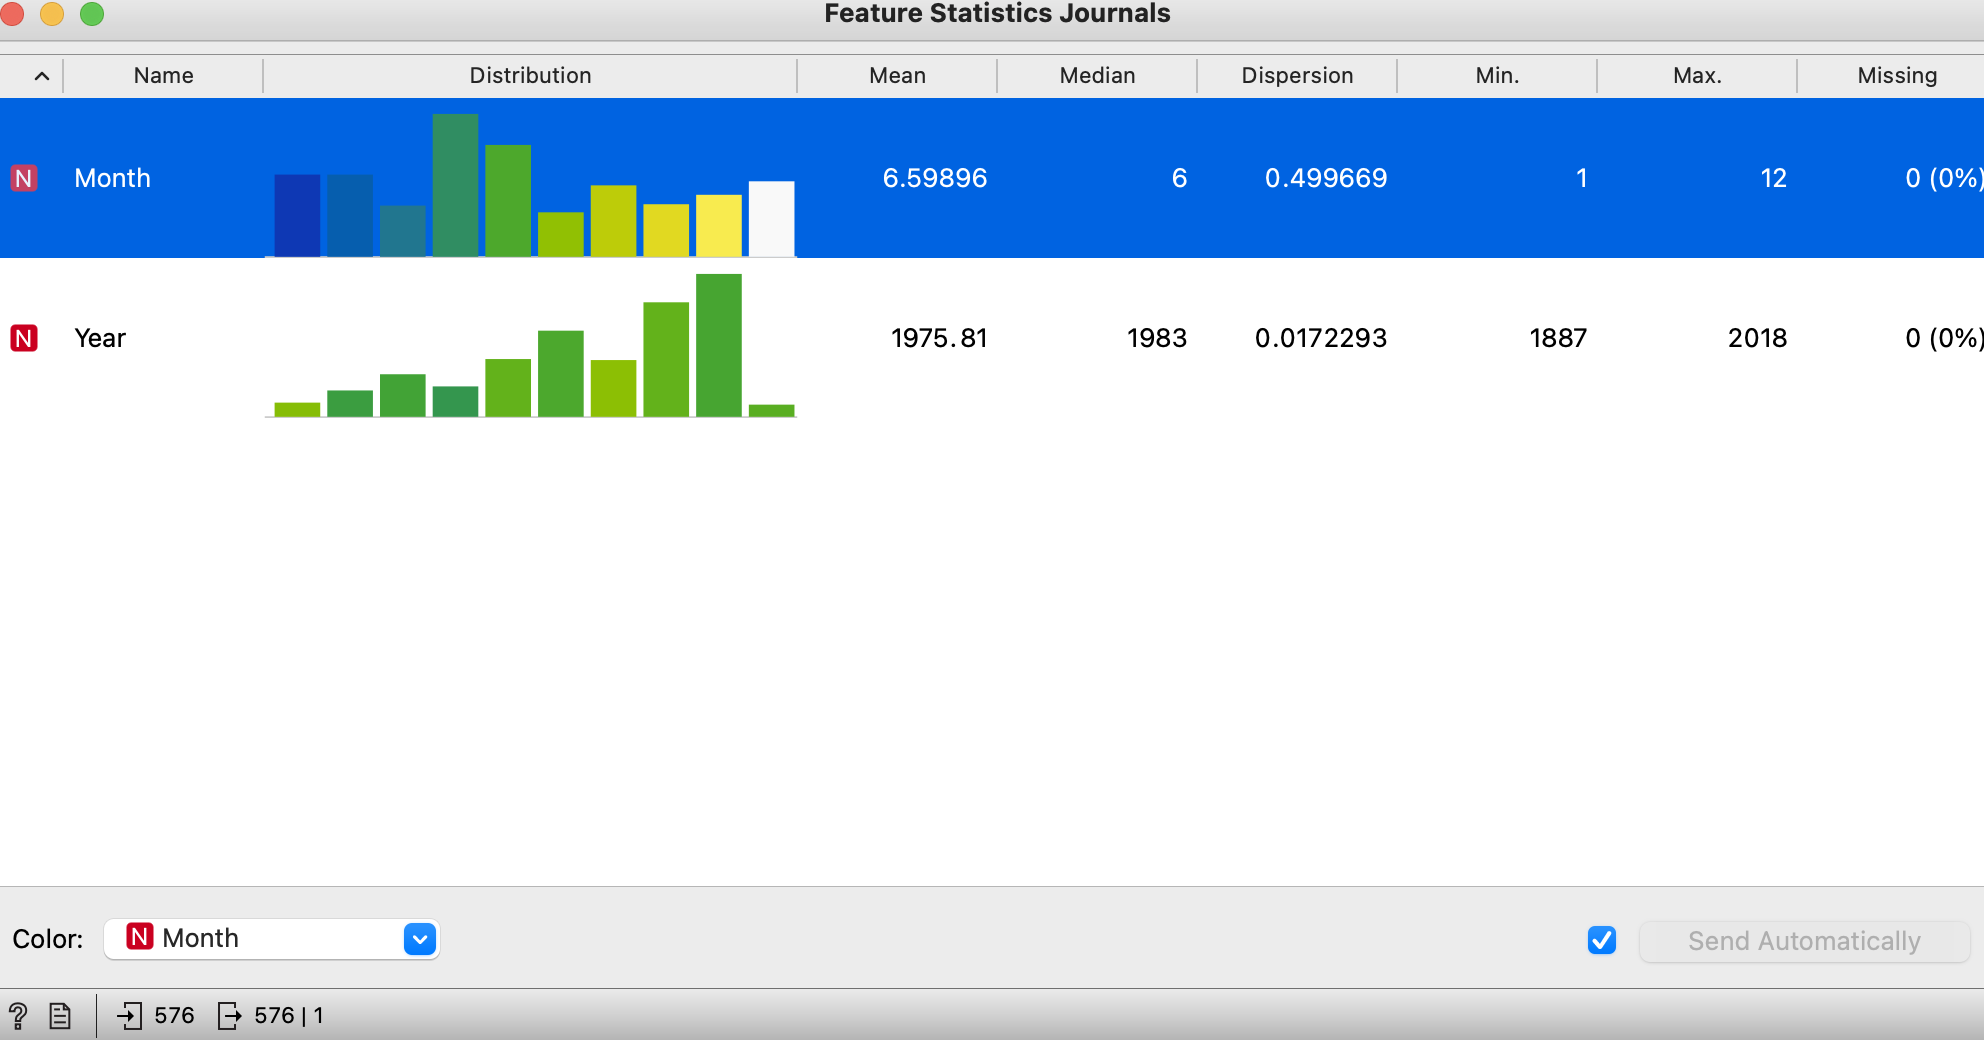 Feature Statistics Journals
Name Distribution Mean Median Dispersion Min. Max. Missing
N Month 6.59896 6 0.499669 1 12 0 (0%)
N Year 1975.81 1983 0.0172293 1887 2018 0 (0%)
Color: N Month Send Automatically
? 576 576 | 1